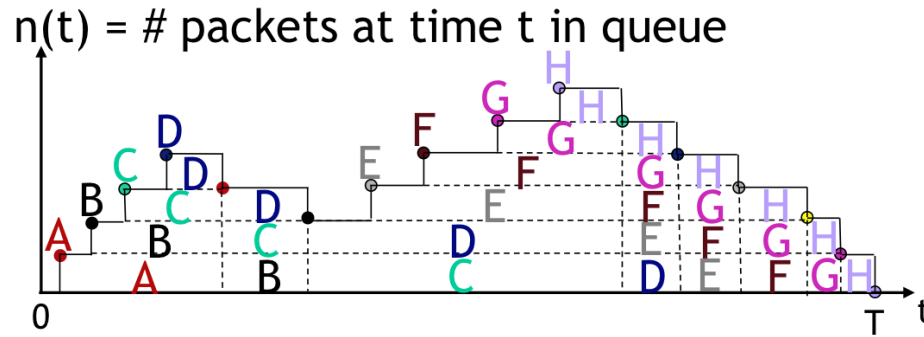 n(t) = # packets at time t in queue
H
G H
D F G H
C D F G H
E
B C D E F G H
A B C D E F G H
A B C D E F G H
0 T t